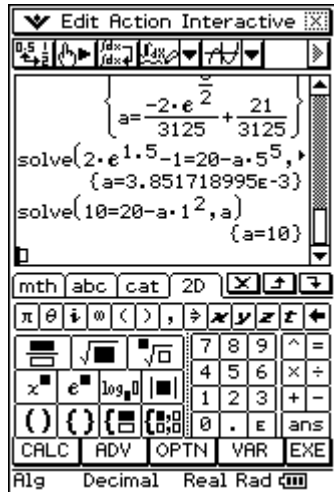 Edit Action Interactive
{a=-2·e^(3/2)/3125+21/3125}
solve(2·e^1.5-1=20-a·5^5,
{a=3.851718995E-3}
solve(10=20-a·1^2,a)
{a=10}
mth abc cat 2D
π θ i ∞ ( ) , ⇒ x y z t ←
7 8 9 ^ =
4 5 6 × ÷
x■ e■ log■□ |■| 1 2 3 + -
() {} 0 . E ans
CALC ADV OPTN VAR EXE
Alg Decimal Real Rad